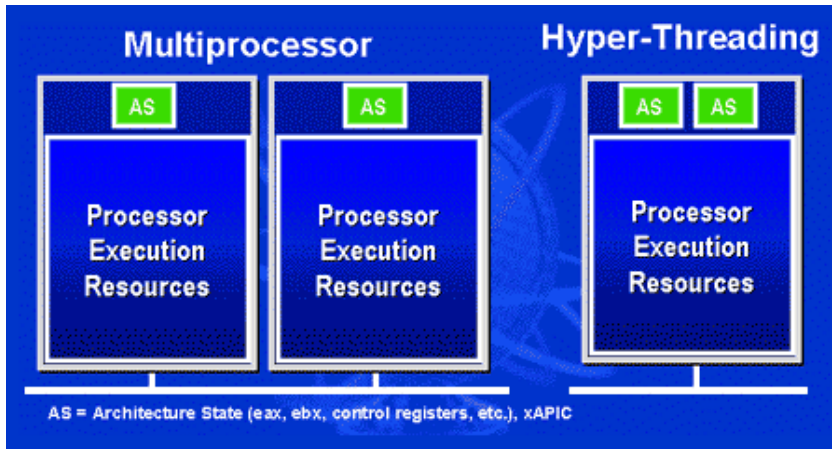 Multiprocessor
Hyper-Threading
AS
AS
AS
AS
Processor
Execution
Resources
Processor
Execution
Resources
Processor
Execution
Resources
AS = Architecture State (eax, ebx, control registers, etc.), xAPIC